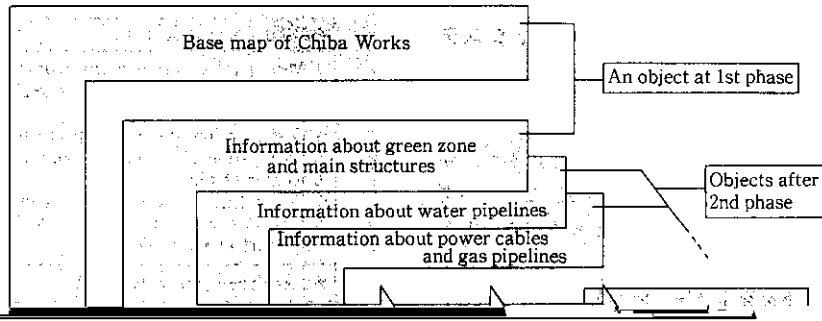 Base map of Chiba Works
An object at 1st phase
Information about green zone
and main structures
Objects after
2nd phase
Information about water pipelines
Information about power cables
and gas pipelines